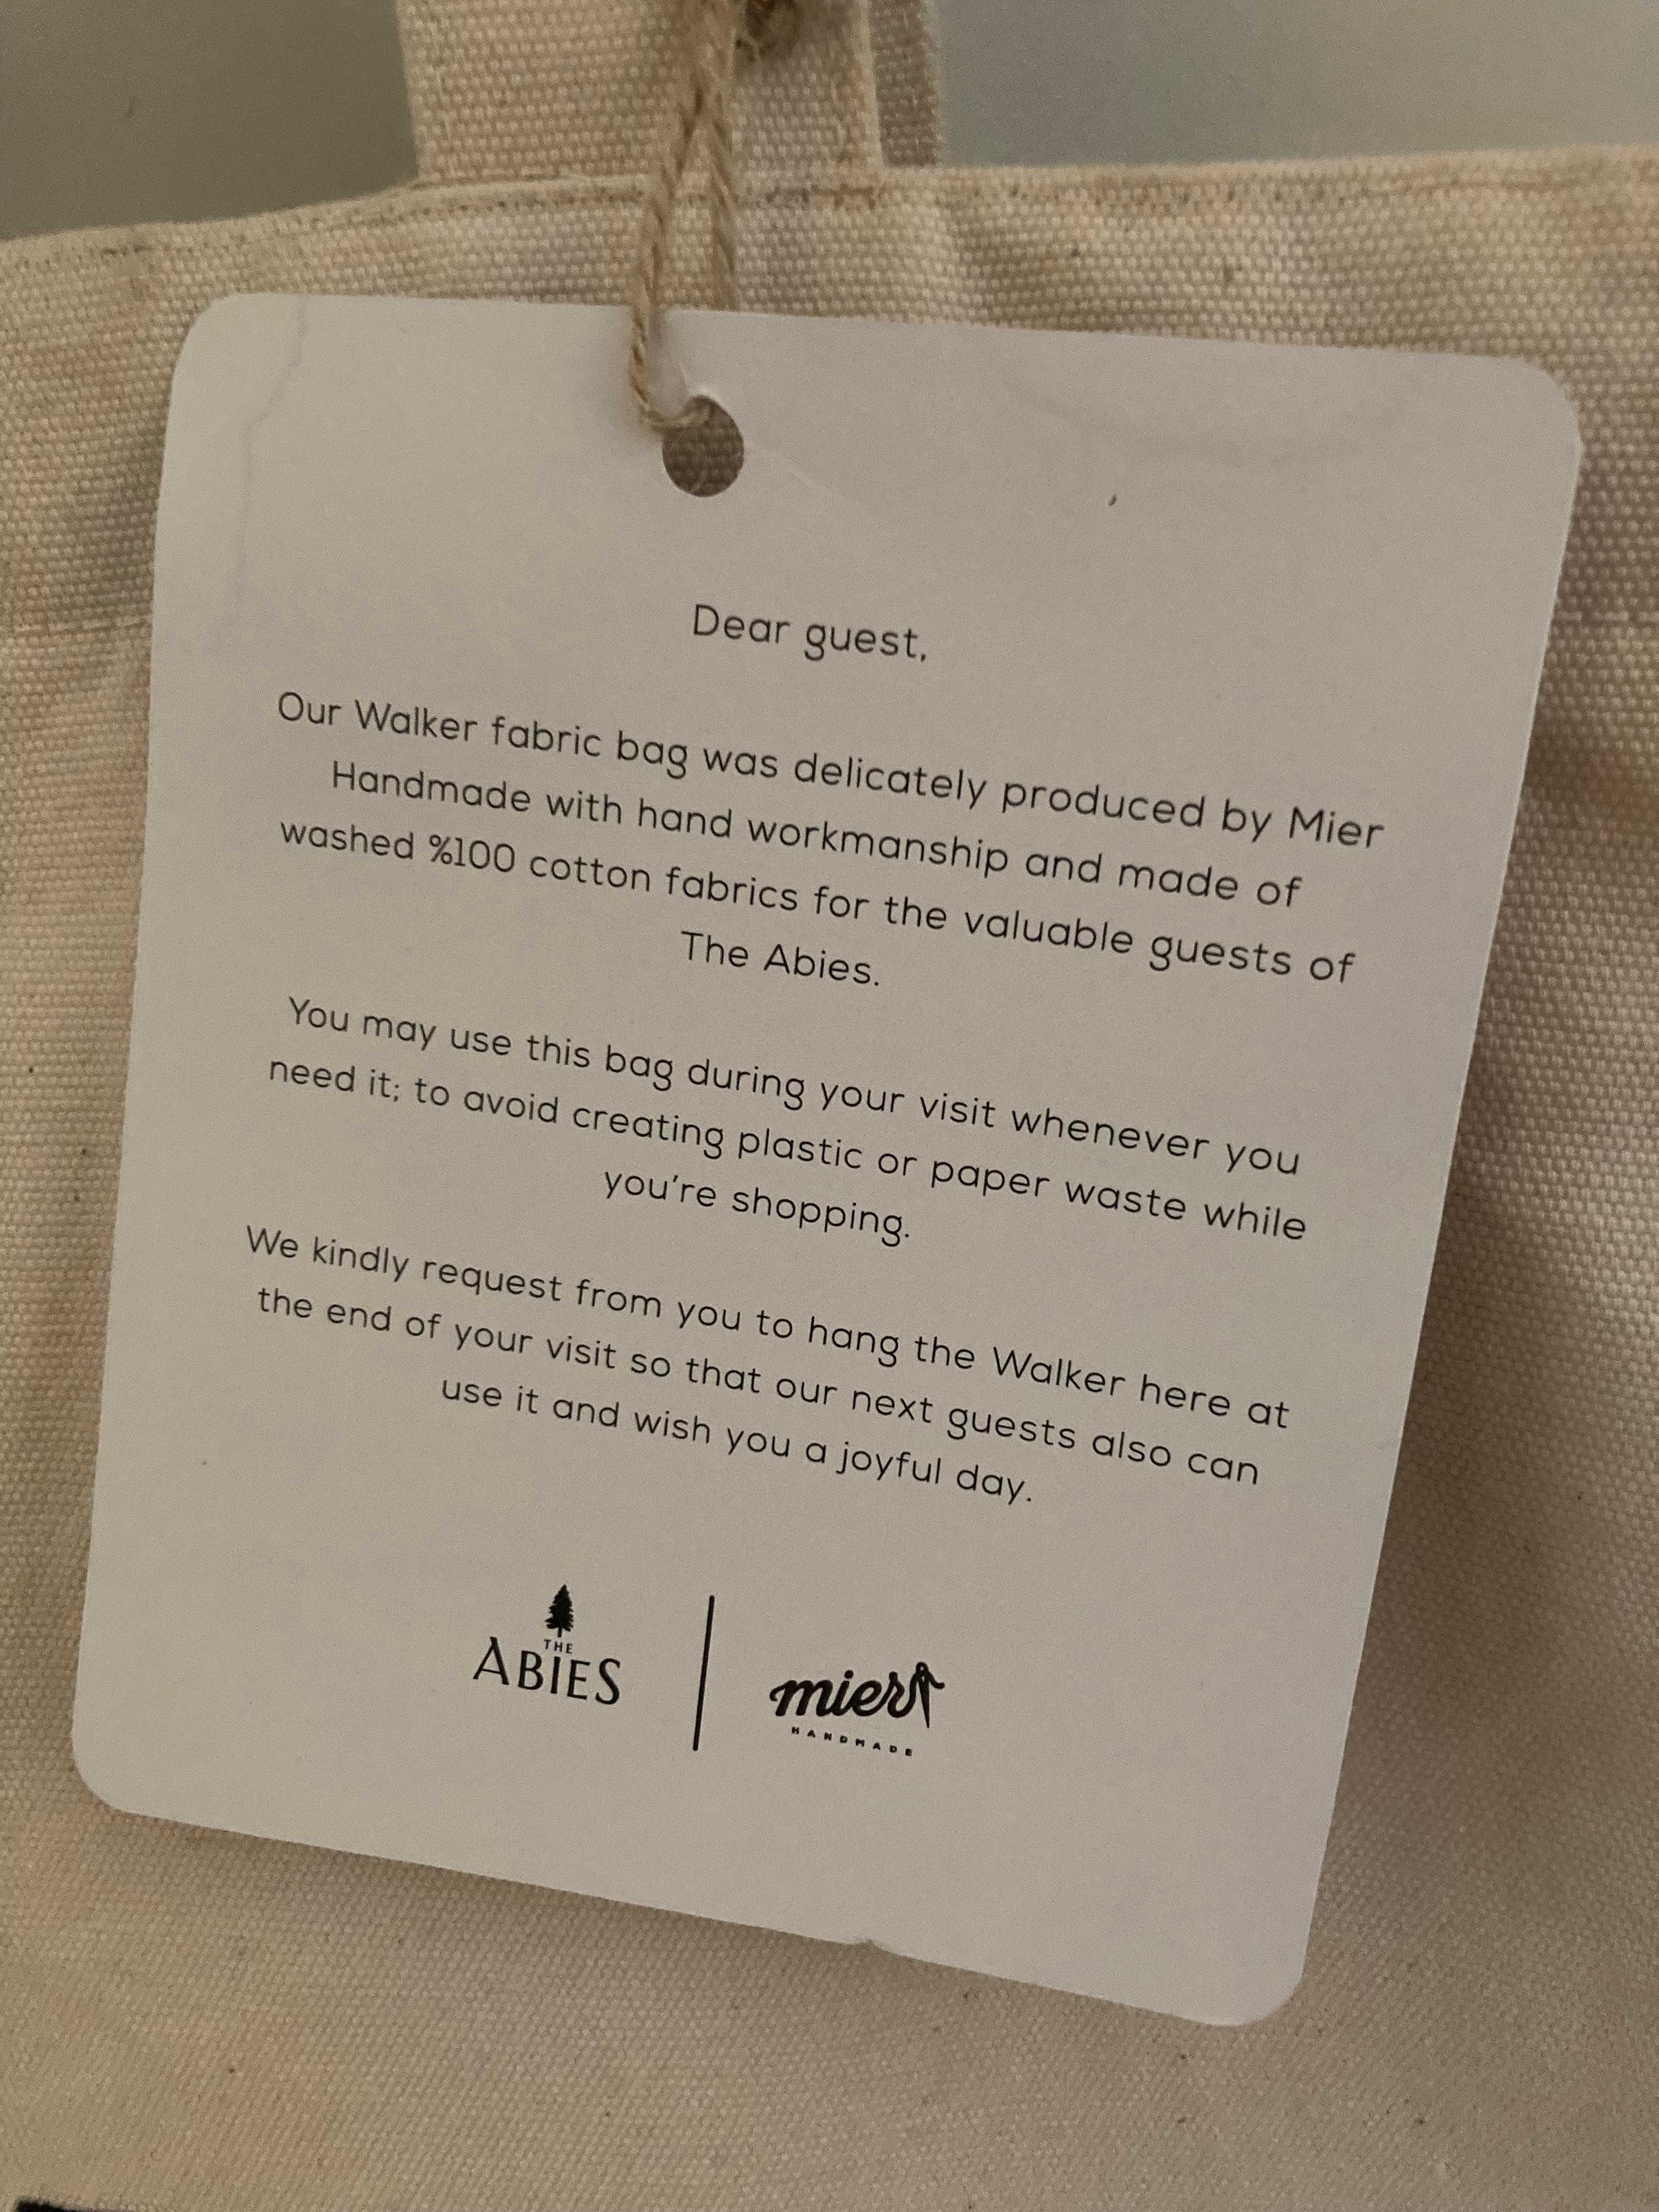 Dear guest,
Our Walker fabric bag was delicately produced by Mier
Handmade with hand workmanship and made of
washed %100 cotton fabrics for the valuable guests of
The Abies.
You may use this bag during your visit whenever you
need it; to avoid creating plastic or paper waste while
you're shopping.
We kindly request from you to hang the Walker here at
the end of your visit so that our next guests also can
use it and wish you a joyful day.
THE
ABIES
mier
HANDMADE